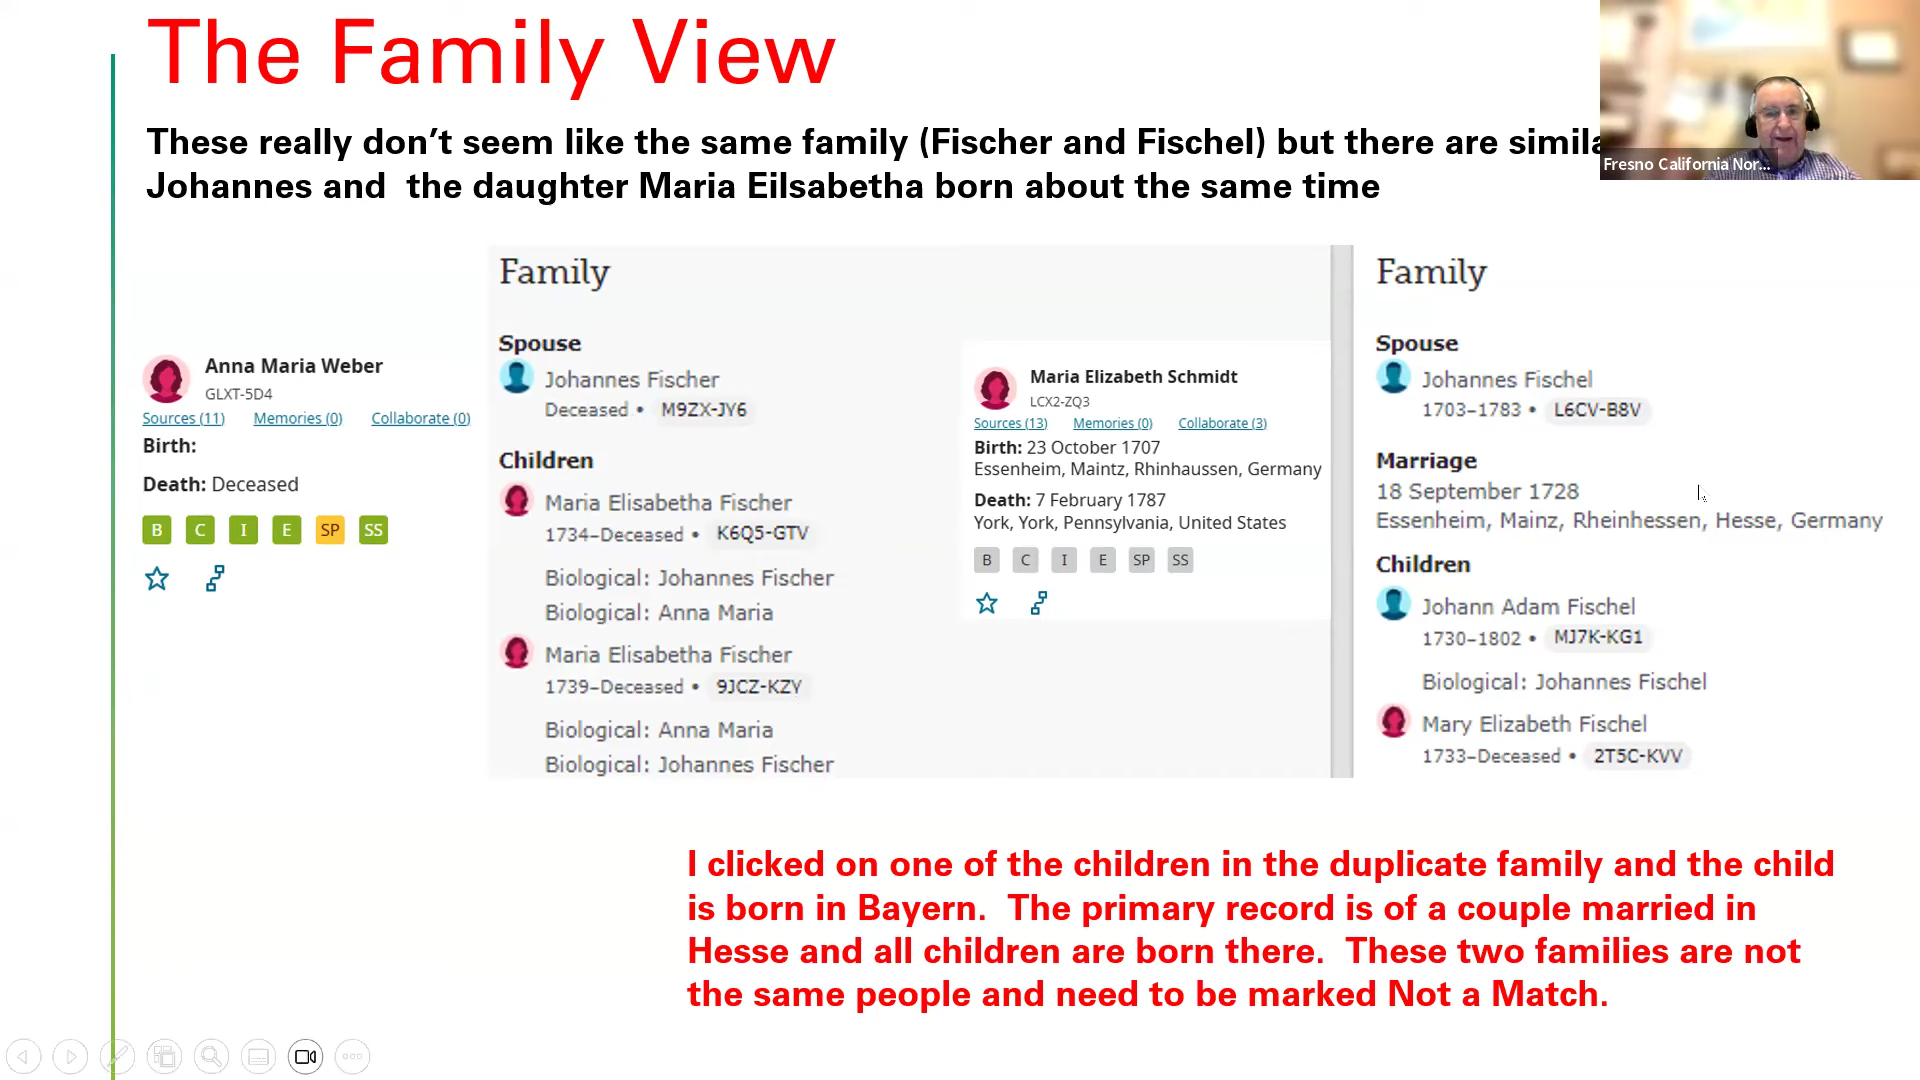 The Family View
These really don’t seem like the same family (Fischer and Fischel) but there are simila
Johannes and the daughter Maria Eilsabetha born about the same time
Fresno California Nor...
Anna Maria Weber
GLXT-5D4
Sources (11) Memories (0) Collaborate (0)
Birth:
Death: Deceased
B C I E SP SS
Family
Spouse
Johannes Fischer
Deceased • M9ZX-JY6
Children
Maria Elisabetha Fischer
1734–Deceased • K6Q5-GTV
Biological: Johannes Fischer
Biological: Anna Maria
Maria Elisabetha Fischer
1739–Deceased • 9JCZ-KZY
Biological: Anna Maria
Biological: Johannes Fischer
Maria Elizabeth Schmidt
LCX2-ZQ3
Sources (13) Memories (0) Collaborate (3)
Birth: 23 October 1707
Essenheim, Maintz, Rhinhaussen, Germany
Death: 7 February 1787
York, York, Pennsylvania, United States
B C I E SP SS
Family
Spouse
Johannes Fischel
1703–1783 • L6CV-B8V
Marriage
18 September 1728
Essenheim, Mainz, Rheinhessen, Hesse, Germany
Children
Johann Adam Fischel
1730–1802 • MJ7K-KG1
Biological: Johannes Fischel
Mary Elizabeth Fischel
1733–Deceased • 2T5C-KVV
I clicked on one of the children in the duplicate family and the child
is born in Bayern. The primary record is of a couple married in
Hesse and all children are born there. These two families are not
the same people and need to be marked Not a Match.